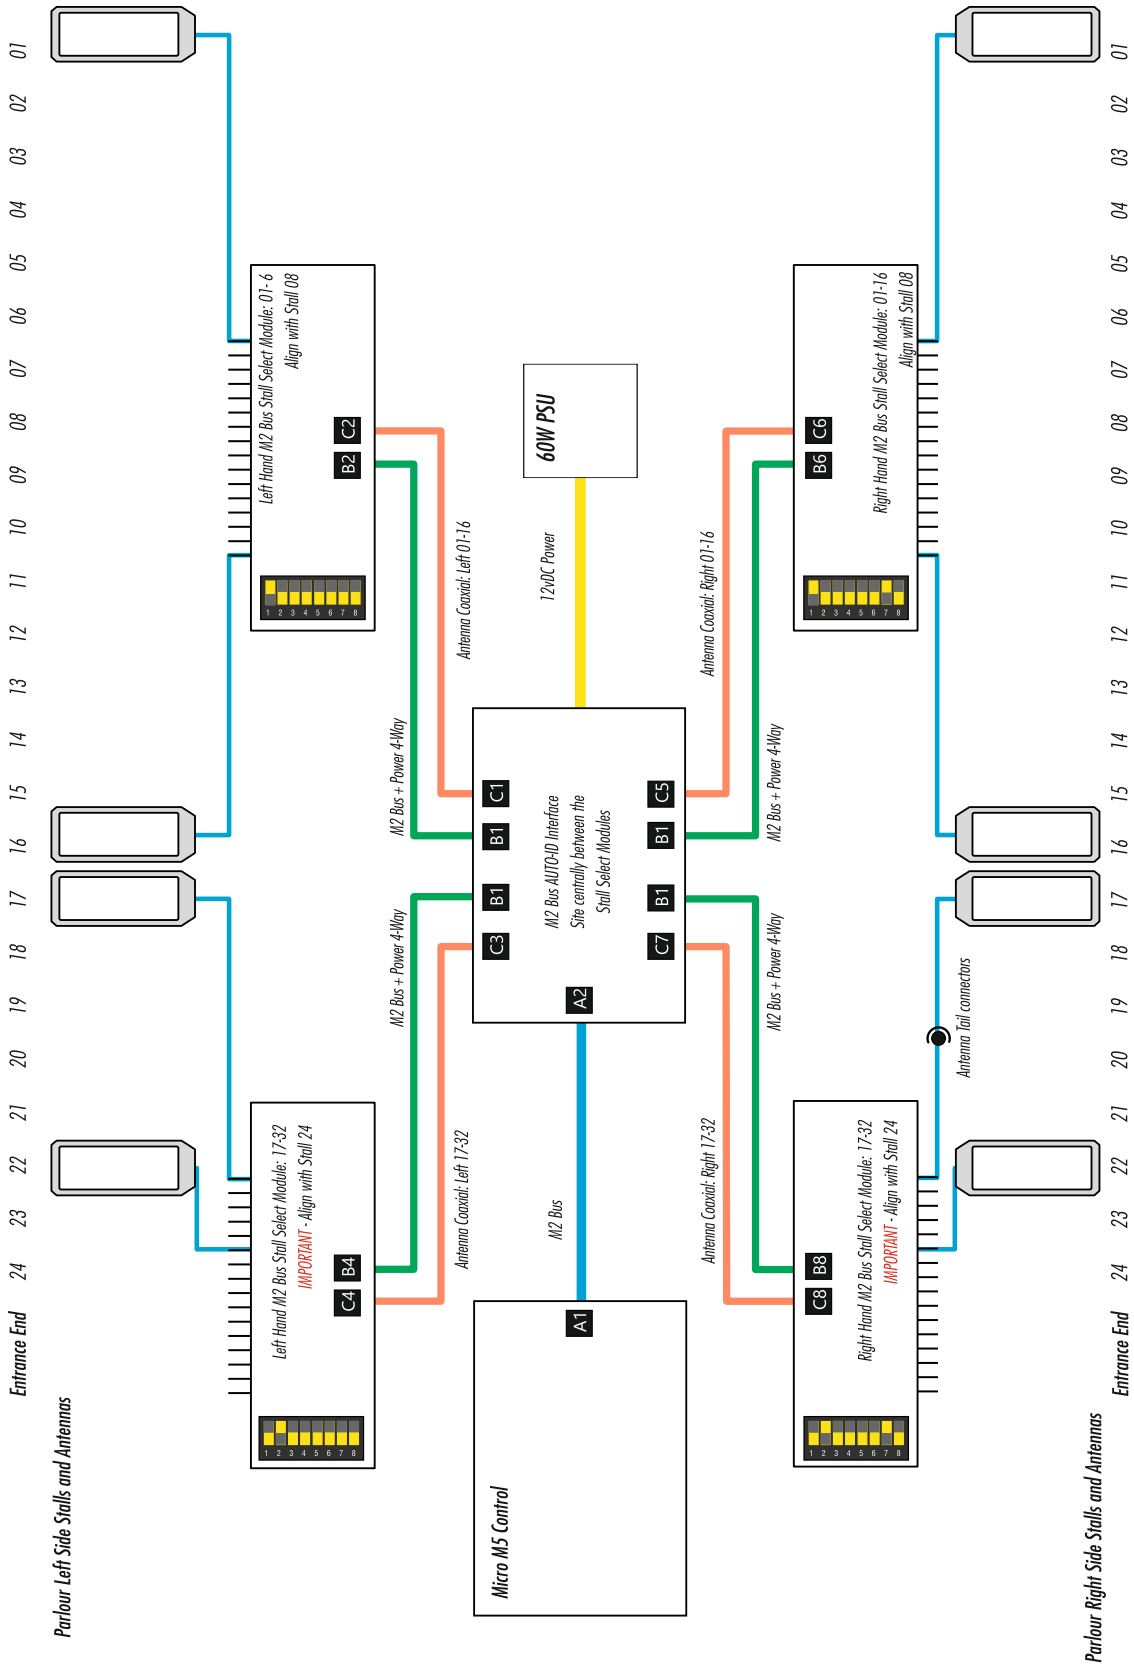 Parlour Left Side Stalls and Antennas
Entrance End 24 23 22 21 20 19 18 17 16 15 14 13 12 11 10 09 08 07 06 05 04 03 02 01
Left Hand M2 Bus Stall Select Module: 17-32
IMPORTANT - Align with Stall 24
C4 B4
1 2 3 4 5 6 7 8
Left Hand M2 Bus Stall Select Module: 01- 6
Align with Stall 08
B2 C2
1 2 3 4 5 6 7 8
M2 Bus + Power 4-Way
M2 Bus + Power 4-Way
Antenna Coaxial: Left 17-32
Antenna Coaxial: Left 01-16
Micro M5 Control
A1
M2 Bus
A2
C3 B1 B1 C1
M2 Bus AUTO-ID Interface
Site centrally between the
Stall Select Modules
C7 B1 B1 C5
12vDC Power
60W PSU
Antenna Coaxial: Right 17-32
Antenna Coaxial: Right 01-16
M2 Bus + Power 4-Way
M2 Bus + Power 4-Way
C8 B8
1 2 3 4 5 6 7 8
Right Hand M2 Bus Stall Select Module: 17-32
IMPORTANT - Align with Stall 24
B6 C6
1 2 3 4 5 6 7 8
Right Hand M2 Bus Stall Select Module: 01-16
Align with Stall 08
Antenna Tail connectors
Parlour Right Side Stalls and Antennas
Entrance End 24 23 22 21 20 19 18 17 16 15 14 13 12 11 10 09 08 07 06 05 04 03 02 01